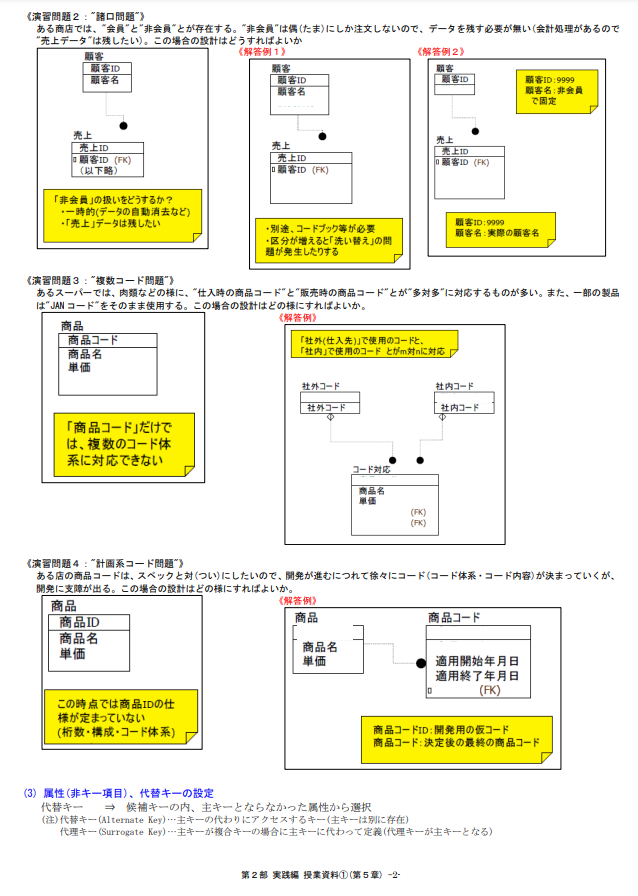 《演習問題２："諸口問題"》
ある商店では、"会員"と"非会員"とが存在する。"非会員"は偶(たま)にしか注文しないので、データを残す必要が無い(会計処理があるので
"売上データ"は残したい)。この場合の設計はどうすればよいか
《解答例１》
《解答例２》
顧客
顧客ID
顧客名
売上
売上ID
顧客ID (FK)
(以下略)
「非会員」の扱いをどうするか？
・一時的(データの自動消去など)
・「売上」データは残したい
顧客
顧客ID
顧客名
売上
売上ID
顧客ID (FK)
・別途、コードブック等が必要
・区分が増えると「洗い替え」の問
題が発生したりする
顧客
顧客ID
顧客ID：9999
顧客名：非会員
で固定
売上
売上ID
顧客ID (FK)
顧客ID：9999
顧客名：実際の顧客名
《演習問題３："複数コード問題"》
あるスーパーでは、肉類などの様に、"仕入時の商品コード"と"販売時の商品コード"とが"多対多"に対応するものが多い。また、一部の製品
は"JANコード"をそのまま使用する。この場合の設計はどの様にすればよいか。
《解答例》
商品
商品コード
商品名
単価
「商品コード」だけで
は、複数のコード体
系に対応できない
「社外(仕入先)」で使用のコードと、
「社内」で使用のコード とがm対nに対応
社外コード
社外コード
社内コード
社内コード
コード対応
商品名
単価
(FK)
(FK)
《演習問題４："計画系コード問題"》
ある店の商品コードは、スペックと対(つい)にしたいので、開発が進むにつれて徐々にコード(コード体系・コード内容)が決まっていくが、
開発に支障が出る。この場合の設計はどの様にすればよいか。
《解答例》
商品
商品ID
商品名
単価
この時点では商品IDの仕
様が定まっていない
(桁数・構成・コード体系)
商品
商品名
単価
商品コード
適用開始年月日
適用終了年月日
(FK)
商品コードID：開発用の仮コード
商品コード：決定後の最終の商品コード
(3) 属性(非キー項目)、代替キーの設定
代替キー ⇒ 候補キーの内、主キーとならなかった属性から選択
(注)代替キー(Alternate Key)…主キーの代わりにアクセスするキー(主キーは別に存在)
代理キー(Surrogate Key)…主キーが複合キーの場合に主キーに代わって定義(代理キーが主キーとなる)
第２部 実践編 授業資料①(第５章) -2-